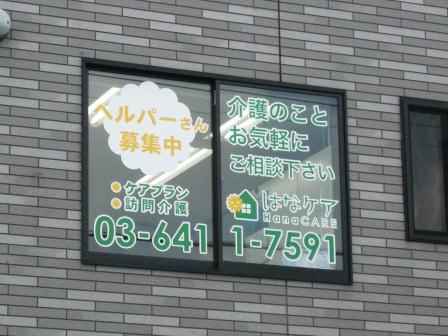 ヘルパーさん
募集中
●ケアプラン
●訪問介護
介護のこと
お気軽に
ご相談下さい
はなケア
HanaCARE
03-6411-7591